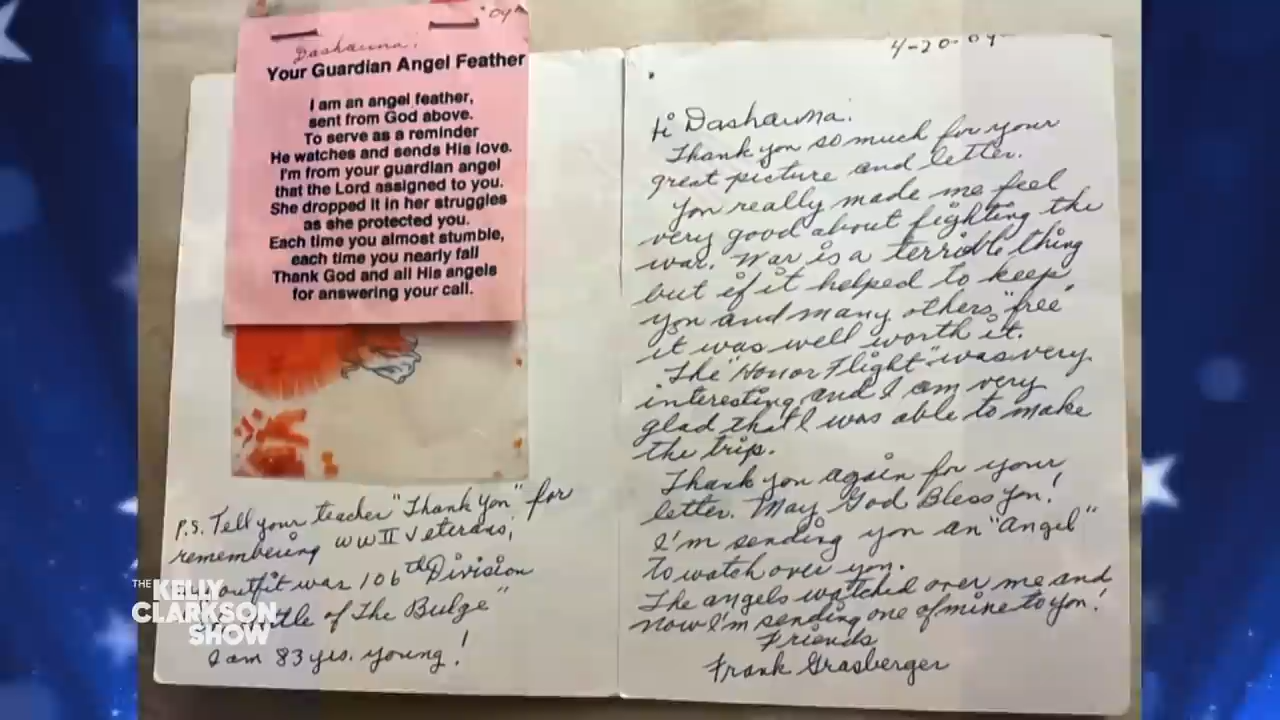 Dashauna! '09
Your Guardian Angel Feather
I am an angel feather,
sent from God above.
To serve as a reminder
He watches and sends His love.
I'm from your guardian angel
that the Lord assigned to you.
She dropped it in her struggles
as she protected you.
Each time you almost stumble,
each time you nearly fall
Thank God and all His angels
for answering your call.
P.S. Tell your teacher "Thank You" for
remembering WWII Veterans,
outfit was 106th Division
of The Bulge"
I am 83 yrs. young!
4-20-09
Hi Dashauna!
Thank you so much for your
great picture and letter.
You really made me feel
very good about fighting the
war. War is a terrible thing
but if it helped to keep
you and many others "free"
it was well worth it.
The "Honor Flight" was very
interesting and I am very
glad that I was able to make
the trip.
Thank you again for your
letter. May God Bless You!
I'm sending you an "Angel"
to watch over you.
The angels watched over me and
now I'm sending one of mine to you!
Friends
Frank Grasberger
THE
KELLY
CLARKSON
SHOW